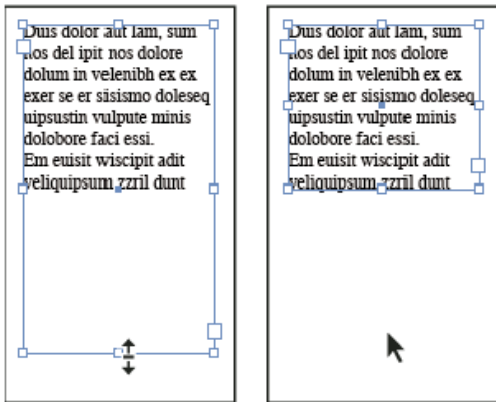 Duis dolor aut lam, sum
nos del ipit nos dolore
dolum in velenibh ex ex
exer se er sisismo doleseq
uipsustin vulpute minis
dolobore faci essi.
Em euisit wiscipit adit
veliquipsum zzril dunt
Duis dolor aut lam, sum
nos del ipit nos dolore
dolum in velenibh ex ex
exer se er sisismo doleseq
uipsustin vulpute minis
dolobore faci essi.
Em euisit wiscipit adit
veliquipsum zzril dunt